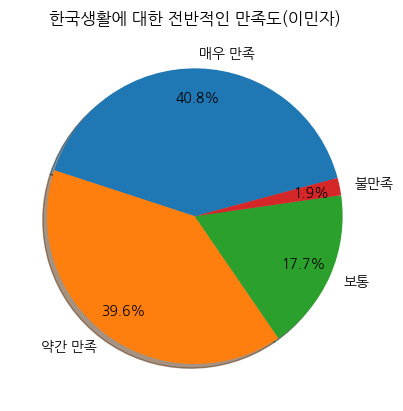 한국생활에 대한 전반적인 만족도(이민자)
매우 만족
40.8%
불만족
1.9%
17.7%
보통
39.6%
약간 만족